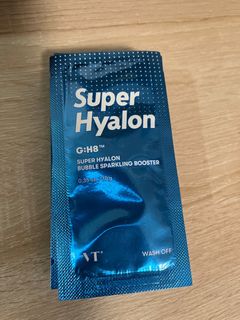 Super
Hyalon
G:H8™
SUPER HYALON
BUBBLE SPARKLING BOOSTER
VT
WASH OFF